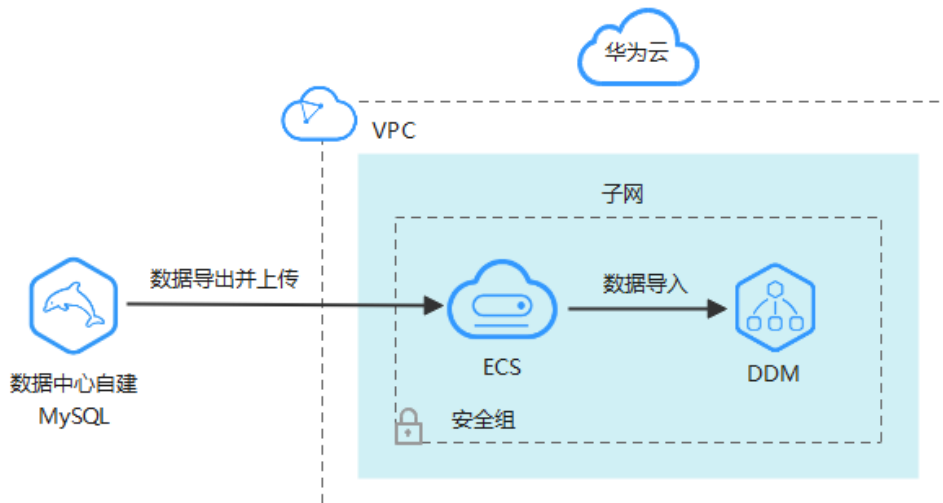 华为云
VPC
子网
数据导出并上传
数据导入
ECS
DDM
数据中心自建
MySQL
安全组